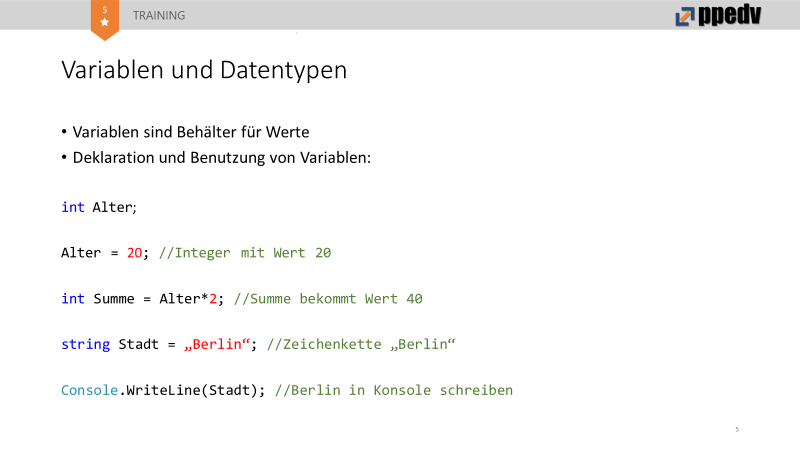 5
TRAINING
ppedv
Variablen und Datentypen
• Variablen sind Behälter für Werte
• Deklaration und Benutzung von Variablen:
int Alter;
Alter = 20; //Integer mit Wert 20
int Summe = Alter*2; //Summe bekommt Wert 40
string Stadt = „Berlin“; //Zeichenkette „Berlin“
Console.WriteLine(Stadt); //Berlin in Konsole schreiben
5